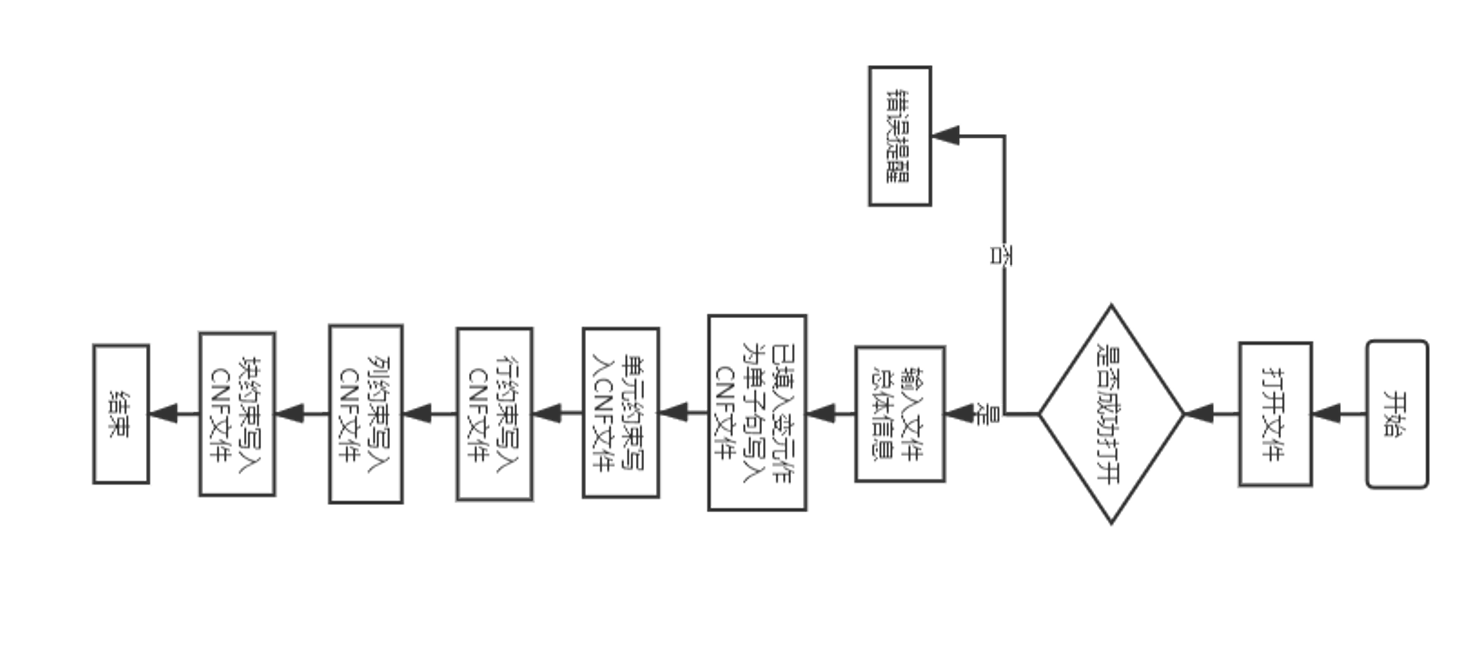 开始
打开文件
是否成功打开
否
错误提醒
是
输入文件
总体信息
已填入变元作
为单子句写入
CNF文件
单元约束写
入CNF文件
行约束写入
CNF文件
列约束写入
CNF文件
块约束写入
CNF文件
结束